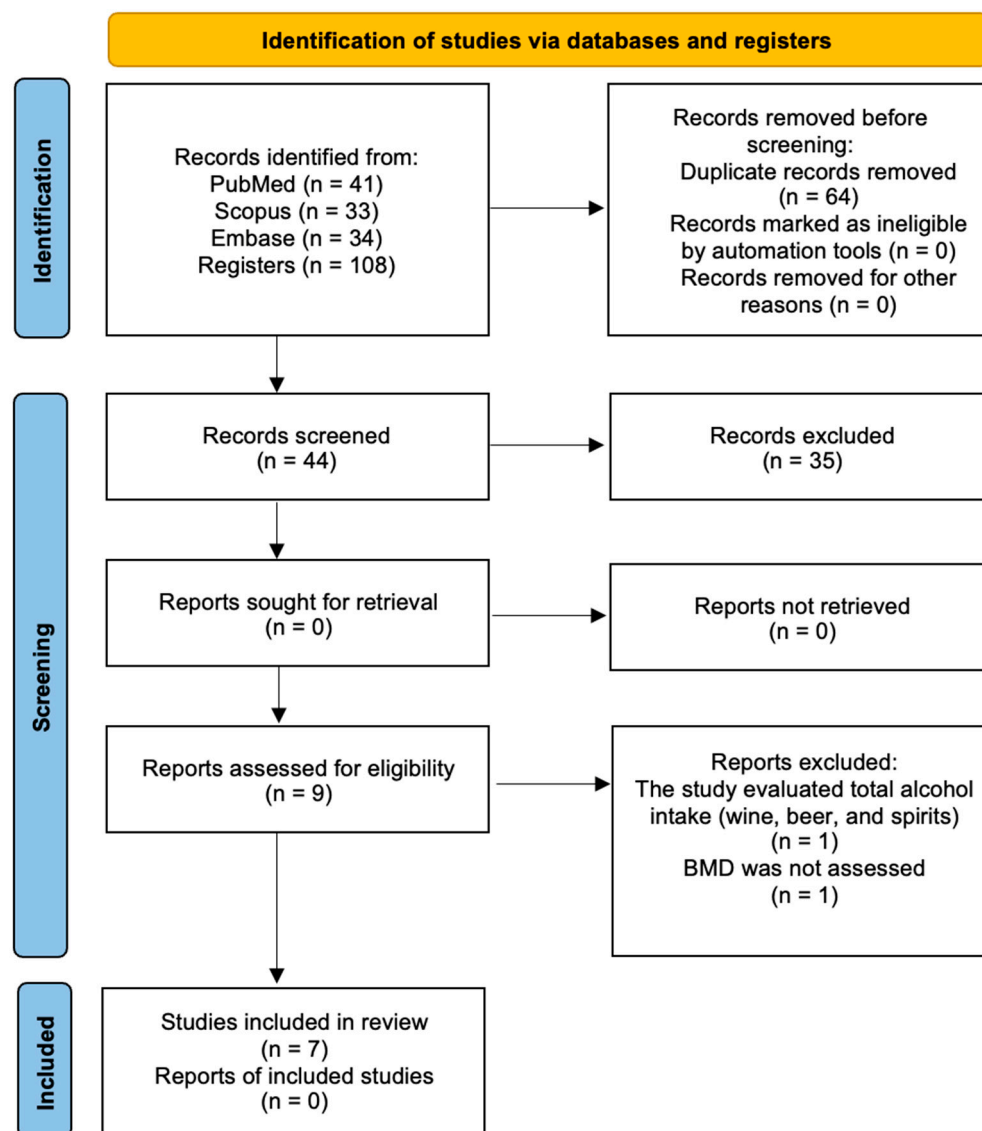 Identification of studies via databases and registers
Identification
Records identified from:
PubMed (n = 41)
Scopus (n = 33)
Embase (n = 34)
Registers (n = 108)
Records removed before
screening:
Duplicate records removed
(n = 64)
Records marked as ineligible
by automation tools (n = 0)
Records removed for other
reasons (n = 0)
Screening
Records screened
(n = 44)
Records excluded
(n = 35)
Reports sought for retrieval
(n = 0)
Reports not retrieved
(n = 0)
Reports assessed for eligibility
(n = 9)
Reports excluded:
The study evaluated total alcohol
intake (wine, beer, and spirits)
(n = 1)
BMD was not assessed
(n = 1)
Included
Studies included in review
(n = 7)
Reports of included studies
(n = 0)